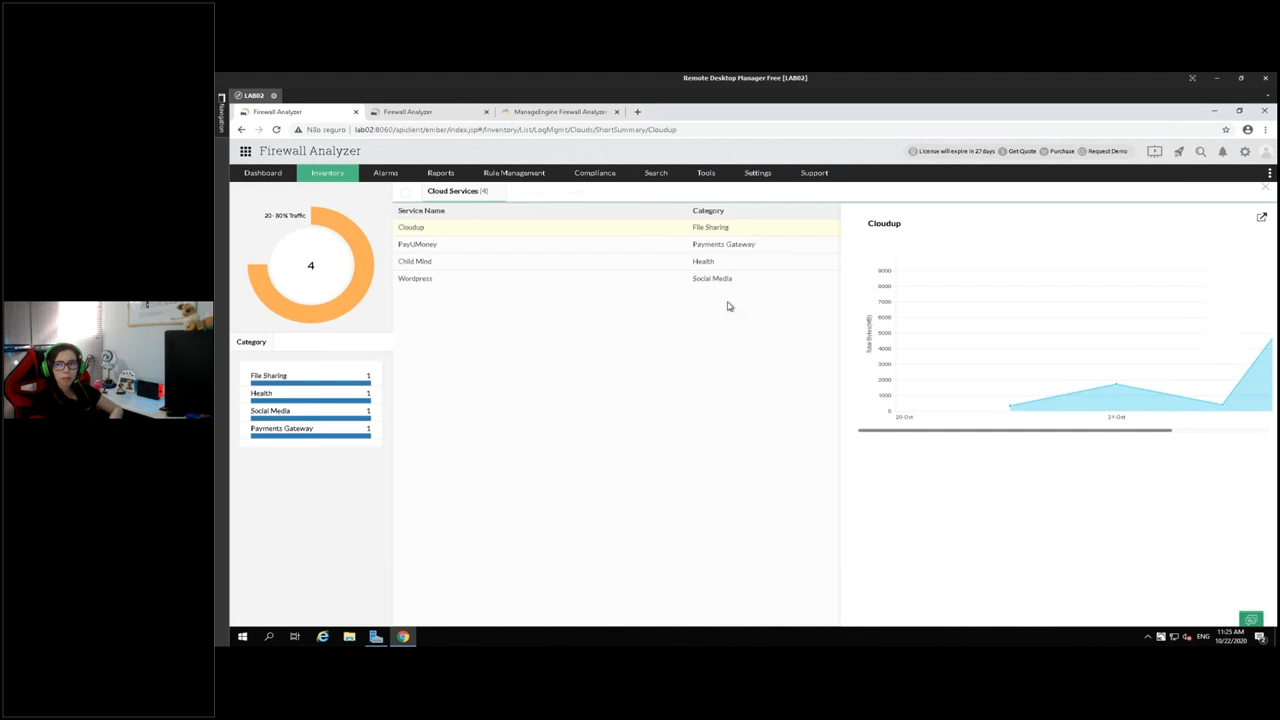 Remote Desktop Manager Free [LAB02]
Navigation
LAB02
Firewall Analyzer
Firewall Analyzer
ManageEngine Firewall Analyzer
Não seguro
lab02:8060/apiclient/ember/index.jsp#/Inventory/List/LogMgmt/Clouds/ShortSummary/Cloudup
Firewall Analyzer
License will expire in 27 days
Get Quote
Purchase
Request Demo
Dashboard
Inventory
Alarms
Reports
Rule Management
Compliance
Search
Tools
Settings
Support
20 - 80 % Traffic
4
Category
File Sharing 1
Health 1
Social Media 1
Payments Gateway 1
Cloud Services (4)
Service Name Category
Cloudup File Sharing
PayUMoney Payments Gateway
Child Mind Health
Wordpress Social Media
Cloudup
Total Bytes(MB)
9000
8000
7000
6000
5000
4000
3000
2000
1000
0
20-Oct
21-Oct
ENG
11:25 AM
10/22/2020